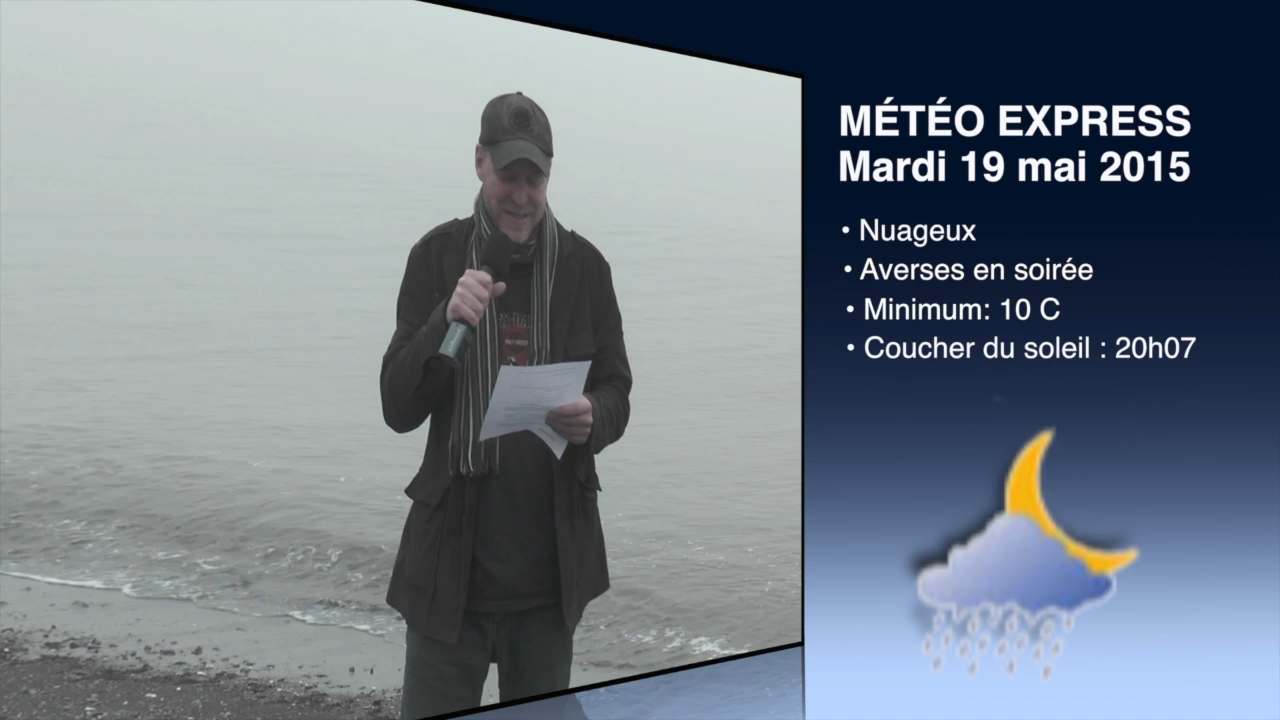 MÉTÉO EXPRESS
Mardi 19 mai 2015
• Nuageux
• Averses en soirée
• Minimum: 10 C
• Coucher du soleil : 20h07